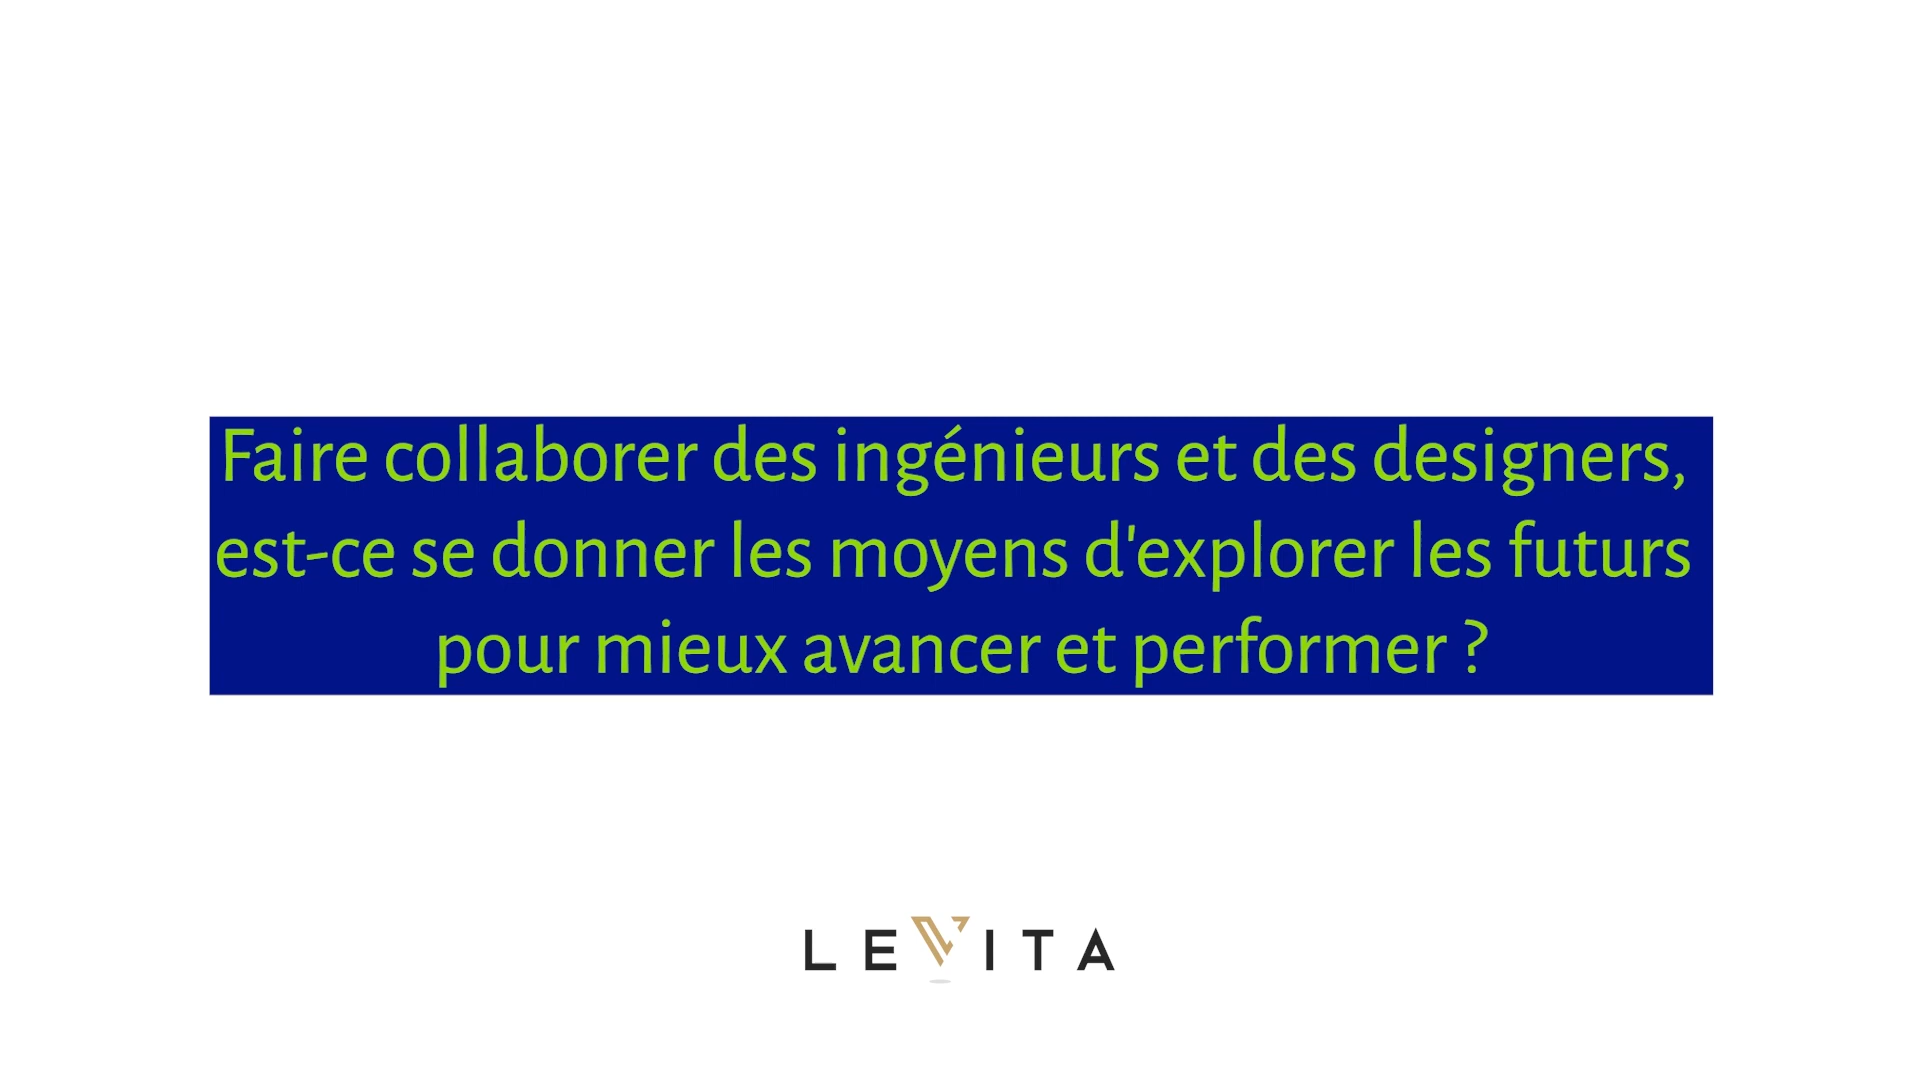 Faire collaborer des ingénieurs et des designers,
est-ce se donner les moyens d'explorer les futurs
pour mieux avancer et performer ?
LEVITA